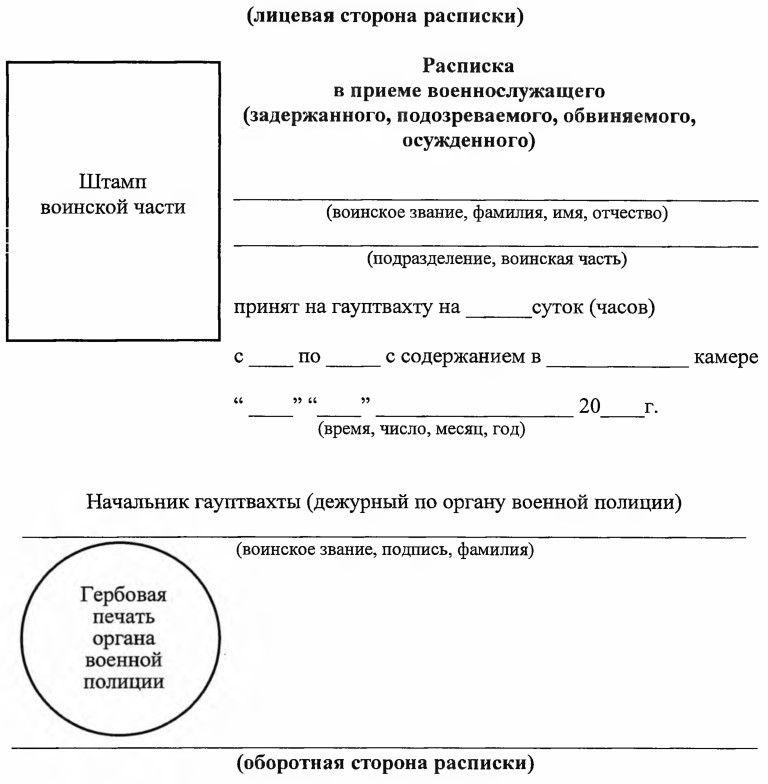 (лицевая сторона расписки)
Расписка
в приеме военнослужащего
(задержанного, подозреваемого, обвиняемого,
осужденного)
Штамп
воинской части
(воинское звание, фамилия, имя, отчество)
(подразделение, воинская часть)
принят на гауптвахту на ______суток (часов)
с ____ по _____ с содержанием в _____________ камере
“ ____” “____” __________________ 20____г.
(время, число, месяц, год)
Начальник гауптвахты (дежурный по органу военной полиции)
(воинское звание, подпись, фамилия)
Гербовая
печать
органа
военной
полиции
(оборотная сторона расписки)